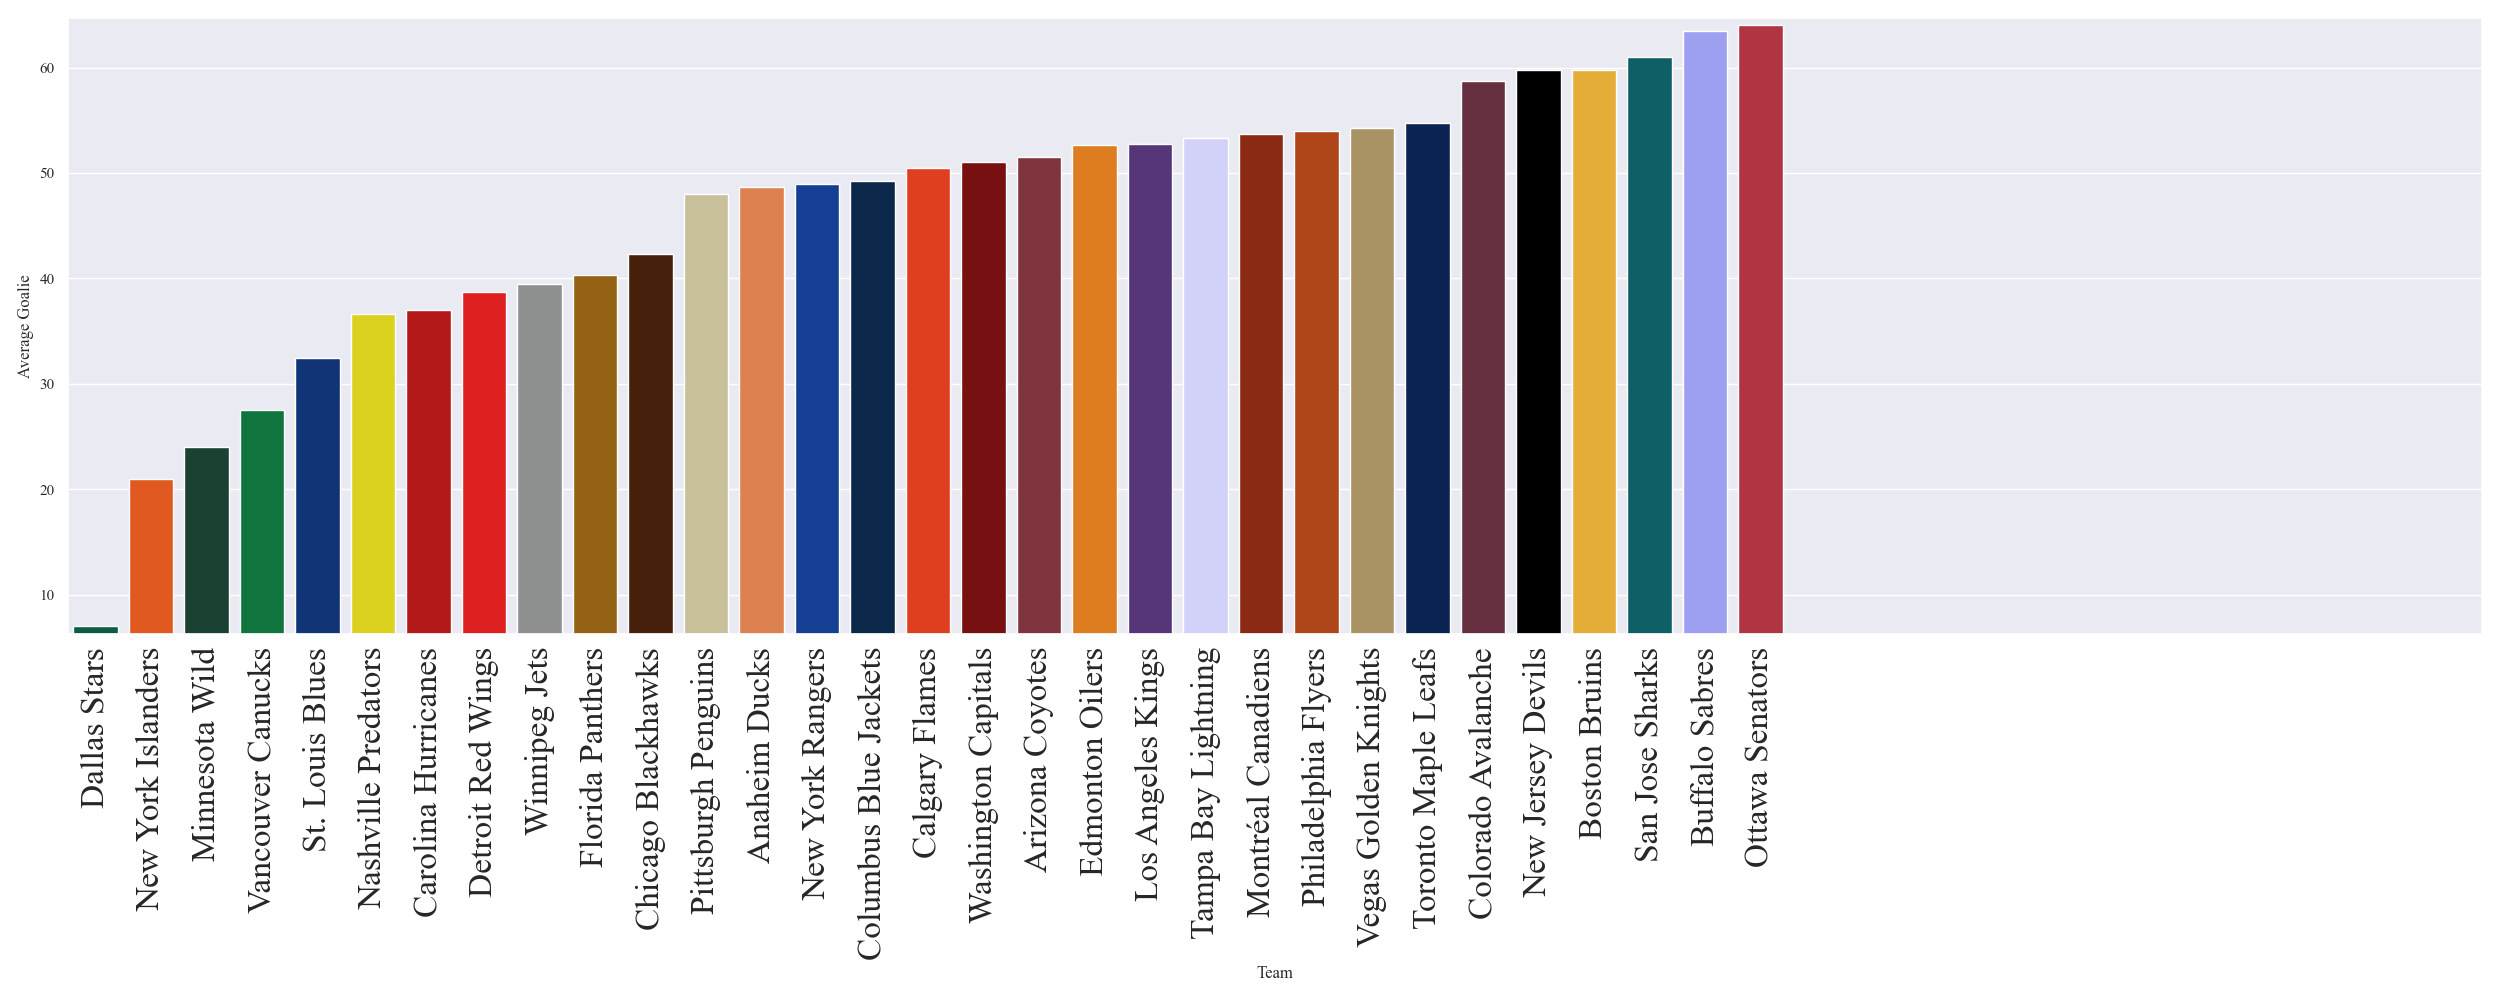 60
50
40
30
20
10
Average Goalie
Dallas Stars
New York Islanders
Minnesota Wild
Vancouver Canucks
St. Louis Blues
Nashville Predators
Carolina Hurricanes
Detroit Red Wings
Winnipeg Jets
Florida Panthers
Chicago Blackhawks
Pittsburgh Penguins
Anaheim Ducks
New York Rangers
Columbus Blue Jackets
Calgary Flames
Washington Capitals
Arizona Coyotes
Edmonton Oilers
Los Angeles Kings
Tampa Bay Lightning
Montréal Canadiens
Philadelphia Flyers
Vegas Golden Knights
Toronto Maple Leafs
Colorado Avalanche
New Jersey Devils
Boston Bruins
San Jose Sharks
Buffalo Sabres
Ottawa Senators
Team